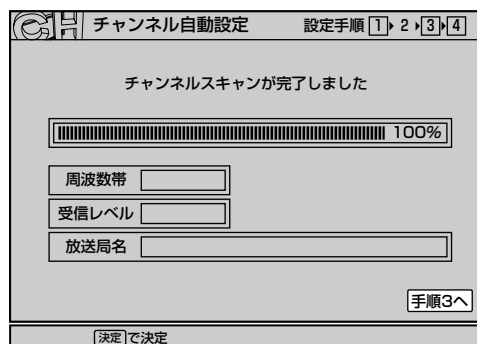 CH チャンネル自動設定 設定手順 1 2 3 4
チャンネルスキャンが完了しました
100%
周波数帯
受信レベル
放送局名
手順3へ
決定で決定